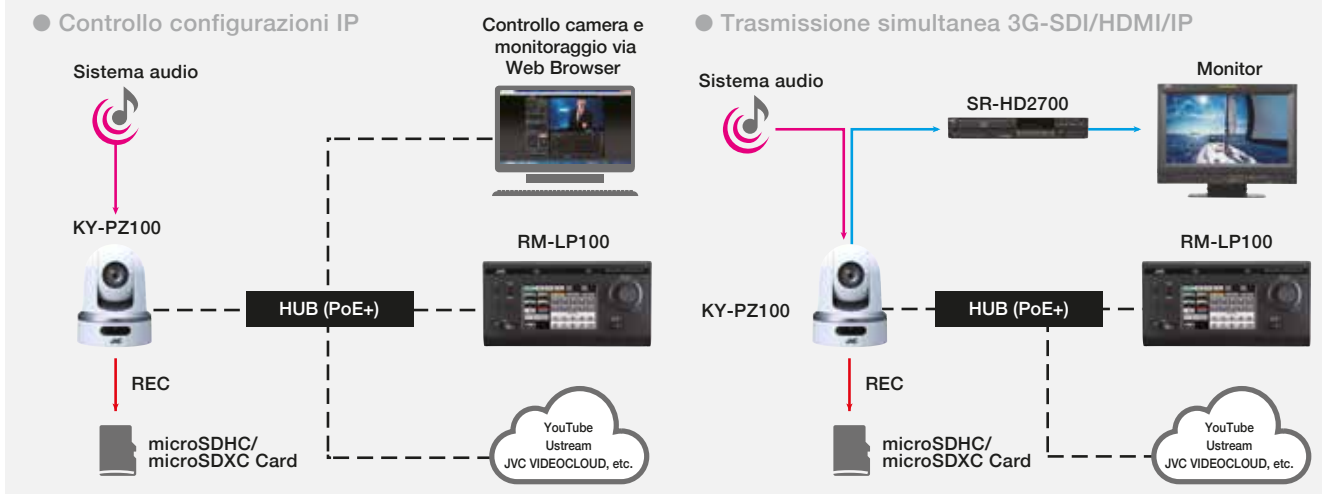 ● Controllo configurazioni IP
Controllo camera e
monitoraggio via
Web Browser
Sistema audio
KY-PZ100
RM-LP100
HUB (PoE+)
JVC
REC
microSDHC/
microSDXC Card
YouTube
Ustream
JVC VIDEOCLOUD, etc.
● Trasmissione simultanea 3G-SDI/HDMI/IP
Sistema audio
SR-HD2700
Monitor
RM-LP100
KY-PZ100
HUB (PoE+)
JVC
REC
microSDHC/
microSDXC Card
YouTube
Ustream
JVC VIDEOCLOUD, etc.